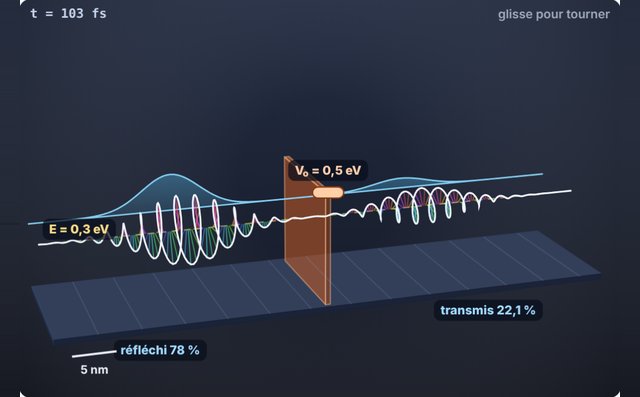 t = 103 fs
glisse pour tourner
V₀ = 0,5 eV
E = 0,3 eV
transmis 22,1 %
réfléchi 78 %
5 nm